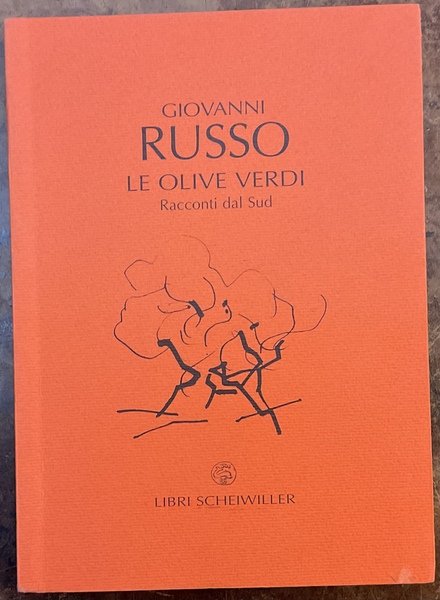 GIOVANNI
RUSSO
LE OLIVE VERDI
Racconti dal Sud
LIBRI SCHEIWILLER